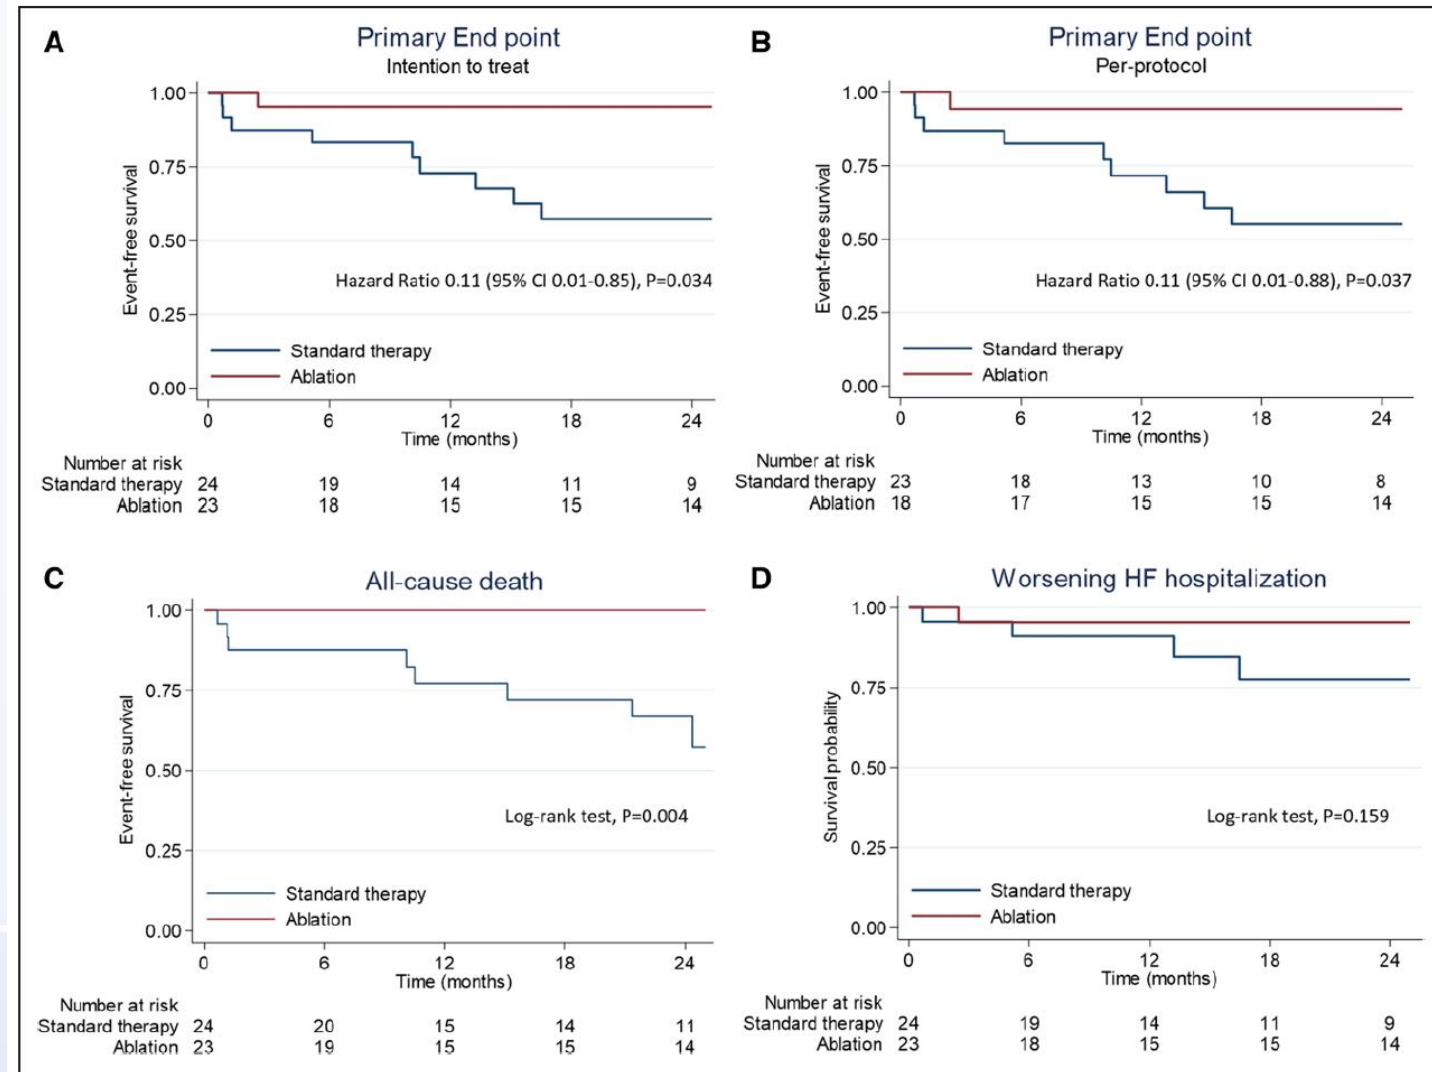 A
Primary End point
Intention to treat
1.00
0.75
0.50
0.25
0.00
Event-free survival
Hazard Ratio 0.11 (95% CI 0.01-0.85), P=0.034
Standard therapy
Ablation
0 6 12 18 24
Time (months)
Number at risk
Standard therapy 24 19 14 11 9
Ablation 23 18 15 15 14
B
Primary End point
Per-protocol
1.00
0.75
0.50
0.25
0.00
Event-free survival
Hazard Ratio 0.11 (95% CI 0.01-0.88), P=0.037
Standard therapy
Ablation
0 6 12 18 24
Time (months)
Number at risk
Standard therapy 23 18 13 10 8
Ablation 18 17 15 15 14
C
All-cause death
1.00
0.75
0.50
0.25
0.00
Event-free survival
Log-rank test, P=0.004
Standard therapy
Ablation
0 6 12 18 24
Time (months)
Number at risk
Standard therapy 24 20 15 14 11
Ablation 23 19 15 15 14
D
Worsening HF hospitalization
1.00
0.75
0.50
0.25
0.00
Survival probability
Log-rank test, P=0.159
Standard therapy
Ablation
0 6 12 18 24
Time (months)
Number at risk
Standard therapy 24 19 14 11 9
Ablation 23 18 15 15 14